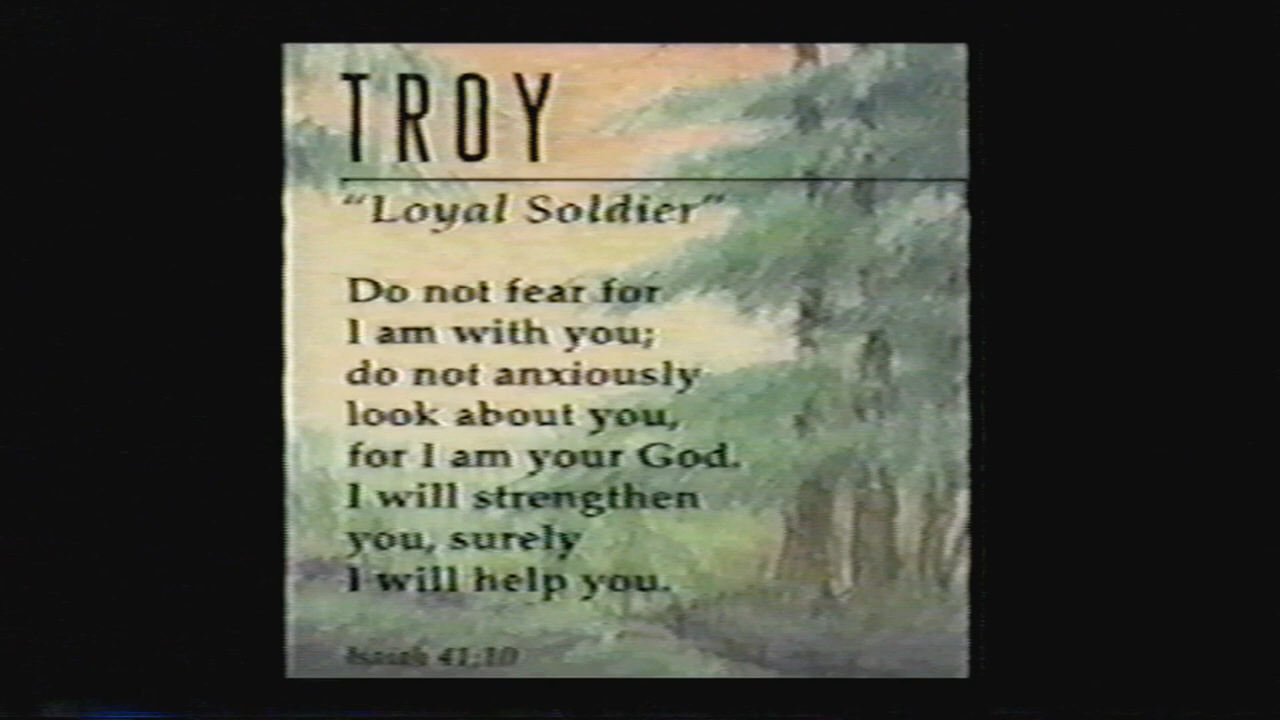 TROY
"Loyal Soldier"
Do not fear for
I am with you;
do not anxiously
look about you,
for I am your God.
I will strengthen
you, surely
I will help you.
Isaiah 41:10